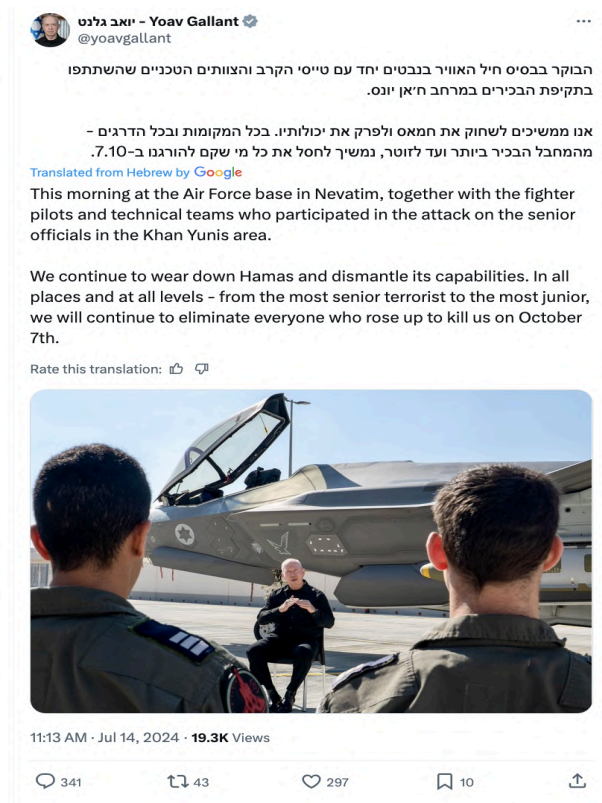 יואב גלנט - Yoav Gallant
@yoavgallant
הבוקר בבסיס חיל האוויר בנבטים יחד עם טייסי הקרב והצוותים הטכניים שהשתתפו
בתקיפת הבכירים במרחב ח׳אן יונס.
אנו ממשיכים לשחוק את חמאס ולפרק את יכולותיו. בכל המקומות ובכל הדרגים -
מהמחבל הבכיר ביותר ועד לזוטר, נמשיך לחסל את כל מי שקם להורגנו ב-7.10.
Translated from Hebrew by Google
This morning at the Air Force base in Nevatim, together with the fighter
pilots and technical teams who participated in the attack on the senior
officials in the Khan Yunis area.
We continue to wear down Hamas and dismantle its capabilities. In all
places and at all levels - from the most senior terrorist to the most junior,
we will continue to eliminate everyone who rose up to kill us on October
7th.
Rate this translation:
11:13 AM · Jul 14, 2024 · 19.3K Views
341 43 297 10